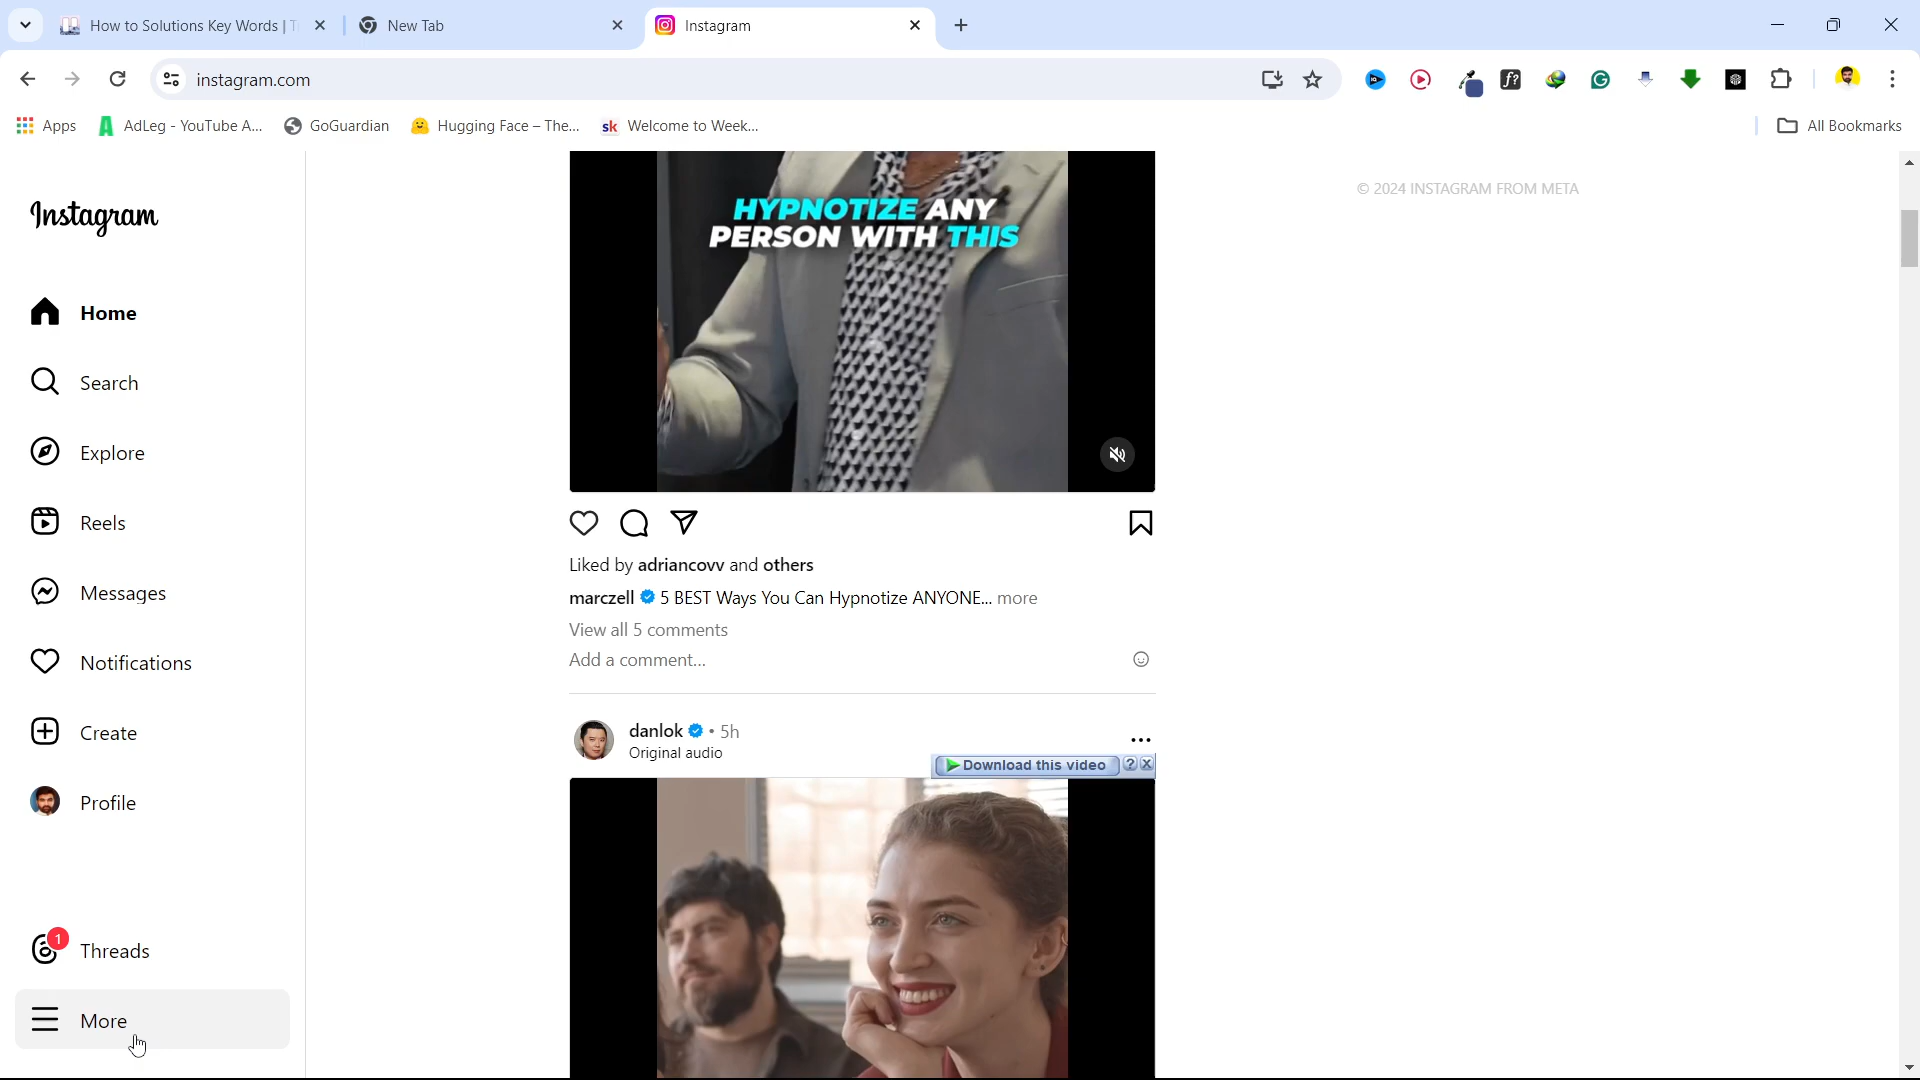 How to Solutions Key Words | T
New Tab
Instagram
instagram.com
Apps
AdLeg - YouTube A...
GoGuardian
Hugging Face – The...
sk Welcome to Week...
All Bookmarks
Instagram
Home
Search
Explore
Reels
Messages
Notifications
Create
Profile
1
Threads
More
HYPNOTIZE ANY
PERSON WITH THIS
Liked by adriancovv and others
marczell 5 BEST Ways You Can Hypnotize ANYONE... more
View all 5 comments
Add a comment...
danlok • 5h
Original audio
Download this video ? X
© 2024 INSTAGRAM FROM META